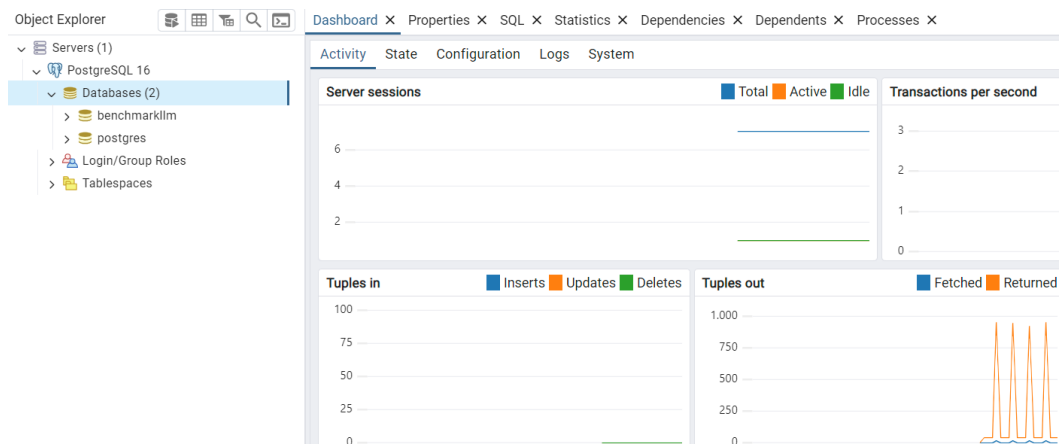 Object Explorer
Servers (1)
PostgreSQL 16
Databases (2)
benchmarkllm
postgres
Login/Group Roles
Tablespaces
Dashboard Properties SQL Statistics Dependencies Dependents Processes
Activity State Configuration Logs System
Server sessions Total Active Idle
6
4
2
Transactions per second
3
2
1
0
Tuples in Inserts Updates Deletes
100
75
50
25
0
Tuples out Fetched Returned
1.000
750
500
250
0